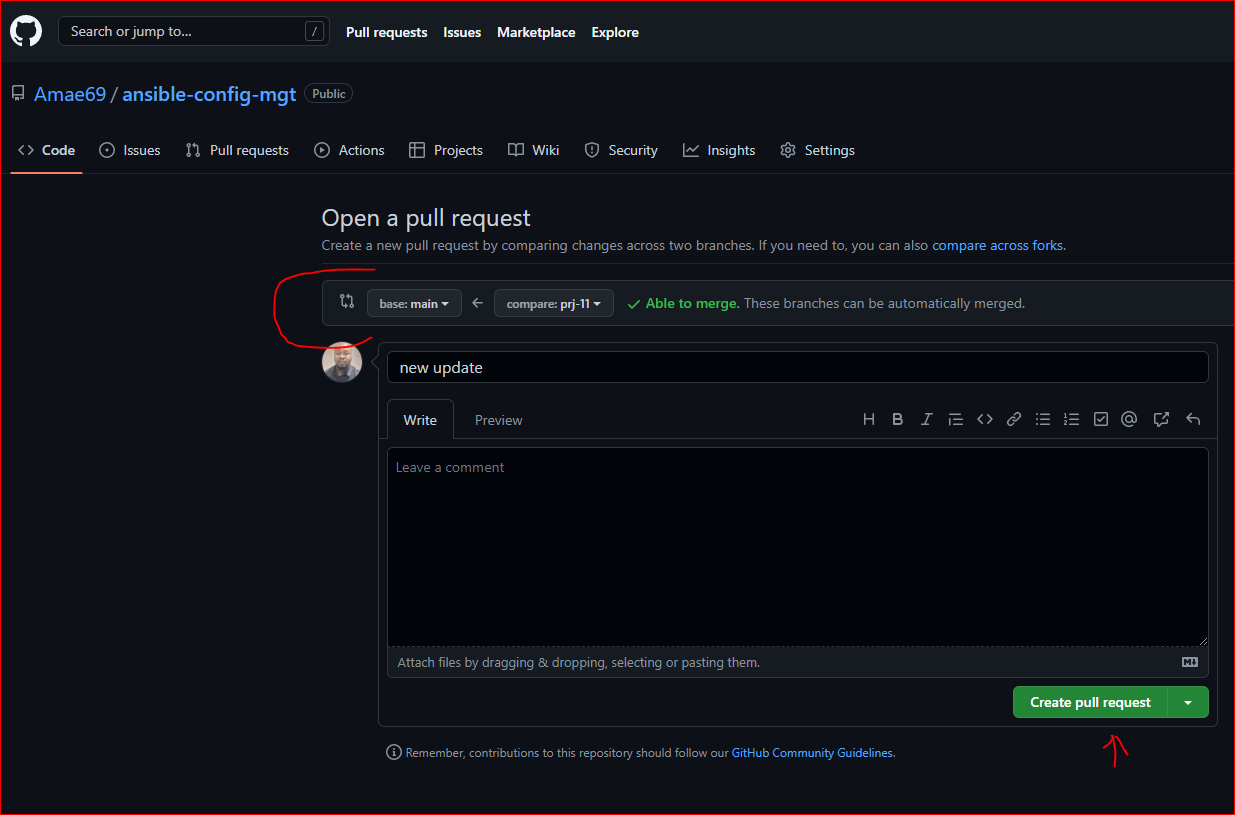 Search or jump to... / Pull requests Issues Marketplace Explore
Amae69 / ansible-config-mgt Public
Code Issues Pull requests Actions Projects Wiki Security Insights Settings
Open a pull request
Create a new pull request by comparing changes across two branches. If you need to, you can also compare across forks.
base: main compare: prj-11 Able to merge. These branches can be automatically merged.
new update
Write Preview
Leave a comment
Attach files by dragging & dropping, selecting or pasting them.
Create pull request
Remember, contributions to this repository should follow our GitHub Community Guidelines.